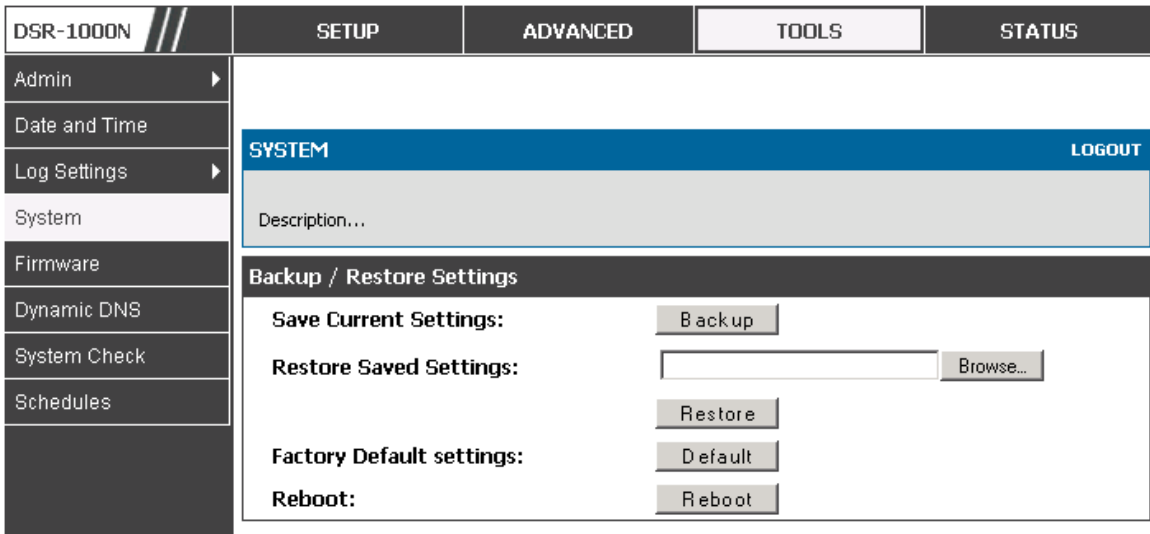 DSR-1000N
SETUP ADVANCED TOOLS STATUS
Admin
Date and Time
Log Settings
System
Firmware
Dynamic DNS
System Check
Schedules
SYSTEM LOGOUT
Description...
Backup / Restore Settings
Save Current Settings: Backup
Restore Saved Settings: Browse...
Restore
Factory Default settings: Default
Reboot: Reboot